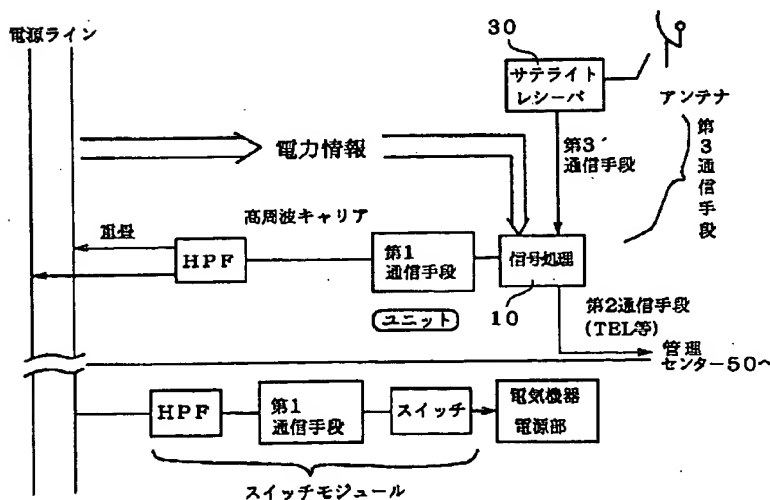 電源ライン
30
サテライト
レシーバ
アンテナ
第3通信手段
第3´
通信手段
電力情報
重畳
高周波キャリア
HPF
第1
通信手段
信号処理
ユニット
10
第2通信手段
(TEL等)
管理
センター50へ
HPF
第1
通信手段
スイッチ
電気機器
電源部
スイッチモジュール